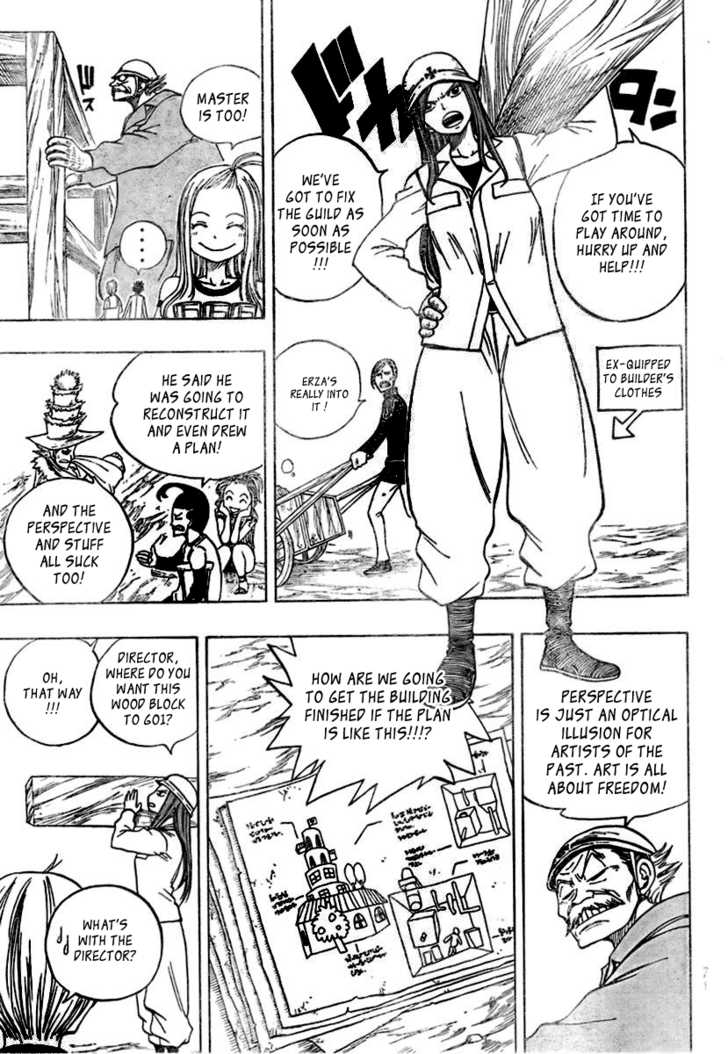 IF YOU'VE
GOT TIME TO
PLAY AROUND,
HURRY UP AND
HELP!!!
WE'VE
GOT TO FIX
THE GUILD AS
SOON AS
POSSIBLE
!!!
EX-QUIPPED
TO BUILDER'S
CLOTHES
ERZA'S
REALLY INTO
IT!
MASTER
IS TOO!
...
HE SAID HE
WAS GOING TO
RECONSTRUCT IT
AND EVEN DREW
A PLAN!
AND THE
PERSPECTIVE
AND STUFF
ALL SUCK
TOO!
PERSPECTIVE
IS JUST AN OPTICAL
ILLUSION FOR
ARTISTS OF THE
PAST. ART IS ALL
ABOUT FREEDOM!
HOW ARE WE GOING
TO GET THE BUILDING
FINISHED IF THE PLAN
IS LIKE THIS!!!?
DIRECTOR,
WHERE DO YOU
WANT THIS
WOOD BLOCK
TO GO1?
OH,
THAT WAY
!!!
WHAT'S
WITH THE
DIRECTOR?